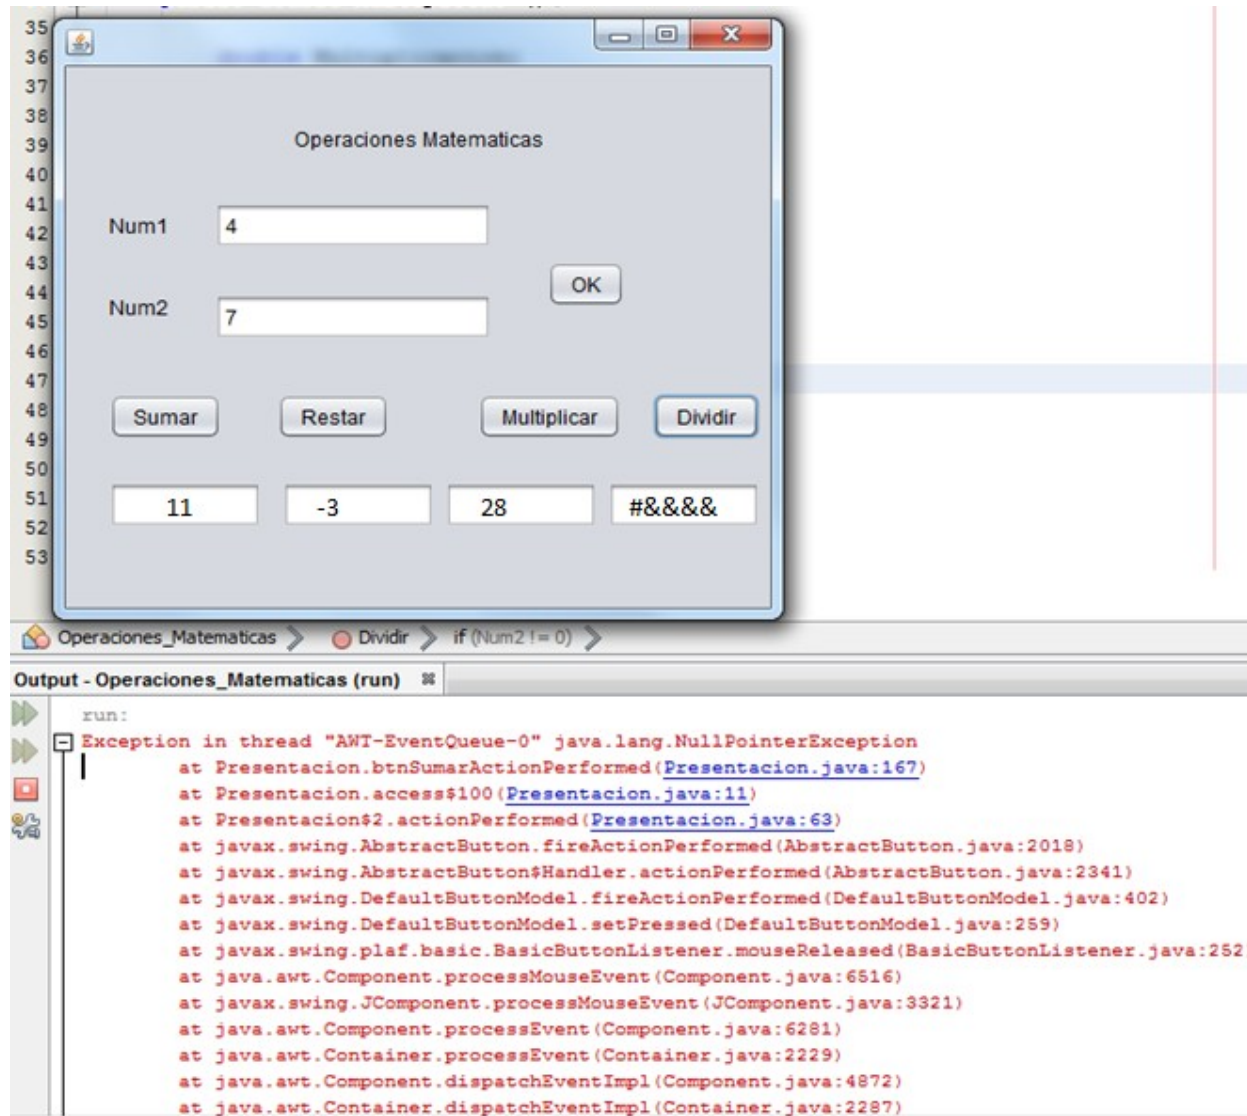 35
36
37
38
39
40
41
42
43
44
45
46
47
48
49
50
51
52
53
Operaciones Matematicas
Num1 4
OK
Num2 7
Sumar Restar Multiplicar Dividir
11 -3 28 #&&&&
Operaciones_Matematicas Dividir if (Num2 != 0)
Output - Operaciones_Matematicas (run)
run:
Exception in thread "AWT-EventQueue-0" java.lang.NullPointerException
at Presentacion.btnSumarActionPerformed(Presentacion.java:167)
at Presentacion.access$100(Presentacion.java:11)
at Presentacion$2.actionPerformed(Presentacion.java:63)
at javax.swing.AbstractButton.fireActionPerformed(AbstractButton.java:2018)
at javax.swing.AbstractButton$Handler.actionPerformed(AbstractButton.java:2341)
at javax.swing.DefaultButtonModel.fireActionPerformed(DefaultButtonModel.java:402)
at javax.swing.DefaultButtonModel.setPressed(DefaultButtonModel.java:259)
at javax.swing.plaf.basic.BasicButtonListener.mouseReleased(BasicButtonListener.java:252
at java.awt.Component.processMouseEvent(Component.java:6516)
at javax.swing.JComponent.processMouseEvent(JComponent.java:3321)
at java.awt.Component.processEvent(Component.java:6281)
at java.awt.Container.processEvent(Container.java:2229)
at java.awt.Component.dispatchEventImpl(Component.java:4872)
at java.awt.Container.dispatchEventImpl(Container.java:2287)